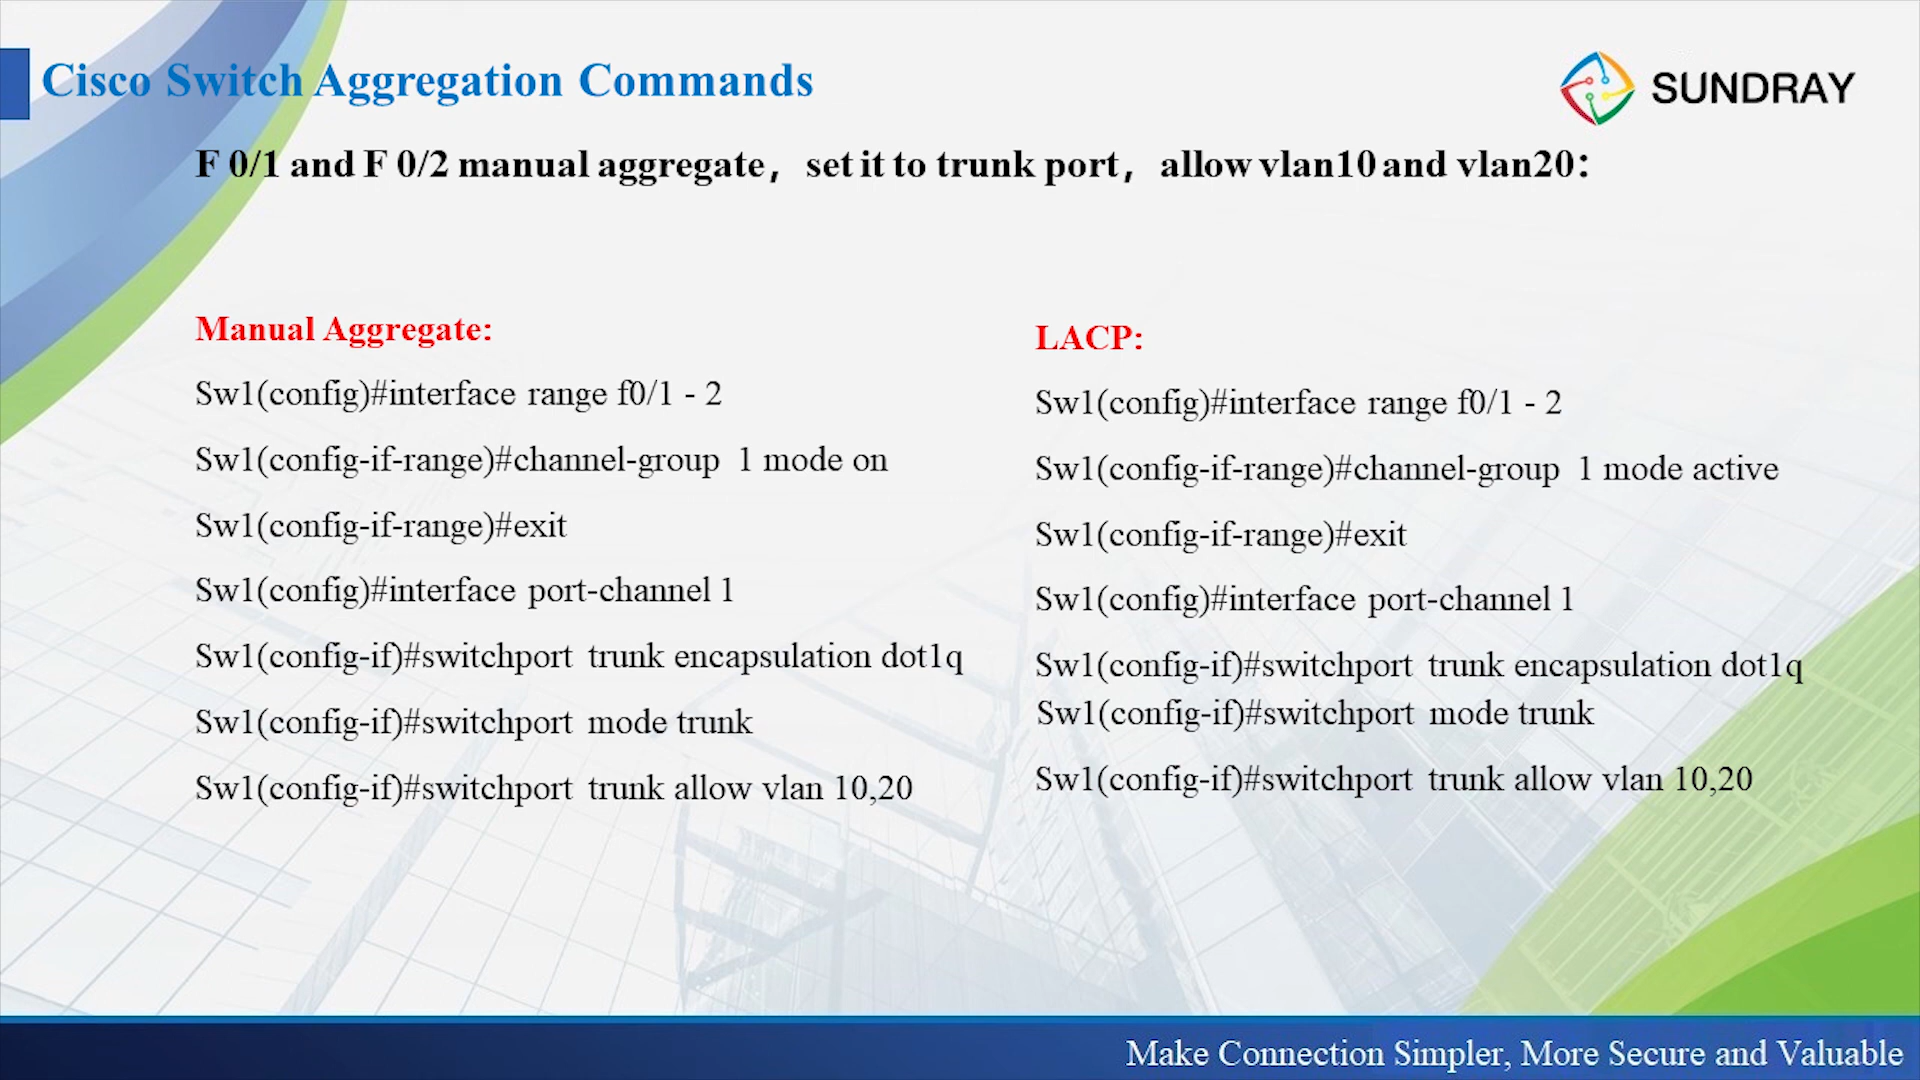 Cisco Switch Aggregation Commands
SUNDRAY
F 0/1 and F 0/2 manual aggregate，set it to trunk port，allow vlan10 and vlan20：
Manual Aggregate:
Sw1(config)#interface range f0/1 - 2
Sw1(config-if-range)#channel-group 1 mode on
Sw1(config-if-range)#exit
Sw1(config)#interface port-channel 1
Sw1(config-if)#switchport trunk encapsulation dot1q
Sw1(config-if)#switchport mode trunk
Sw1(config-if)#switchport trunk allow vlan 10,20
LACP:
Sw1(config)#interface range f0/1 - 2
Sw1(config-if-range)#channel-group 1 mode active
Sw1(config-if-range)#exit
Sw1(config)#interface port-channel 1
Sw1(config-if)#switchport trunk encapsulation dot1q
Sw1(config-if)#switchport mode trunk
Sw1(config-if)#switchport trunk allow vlan 10,20
Make Connection Simpler, More Secure and Valuable